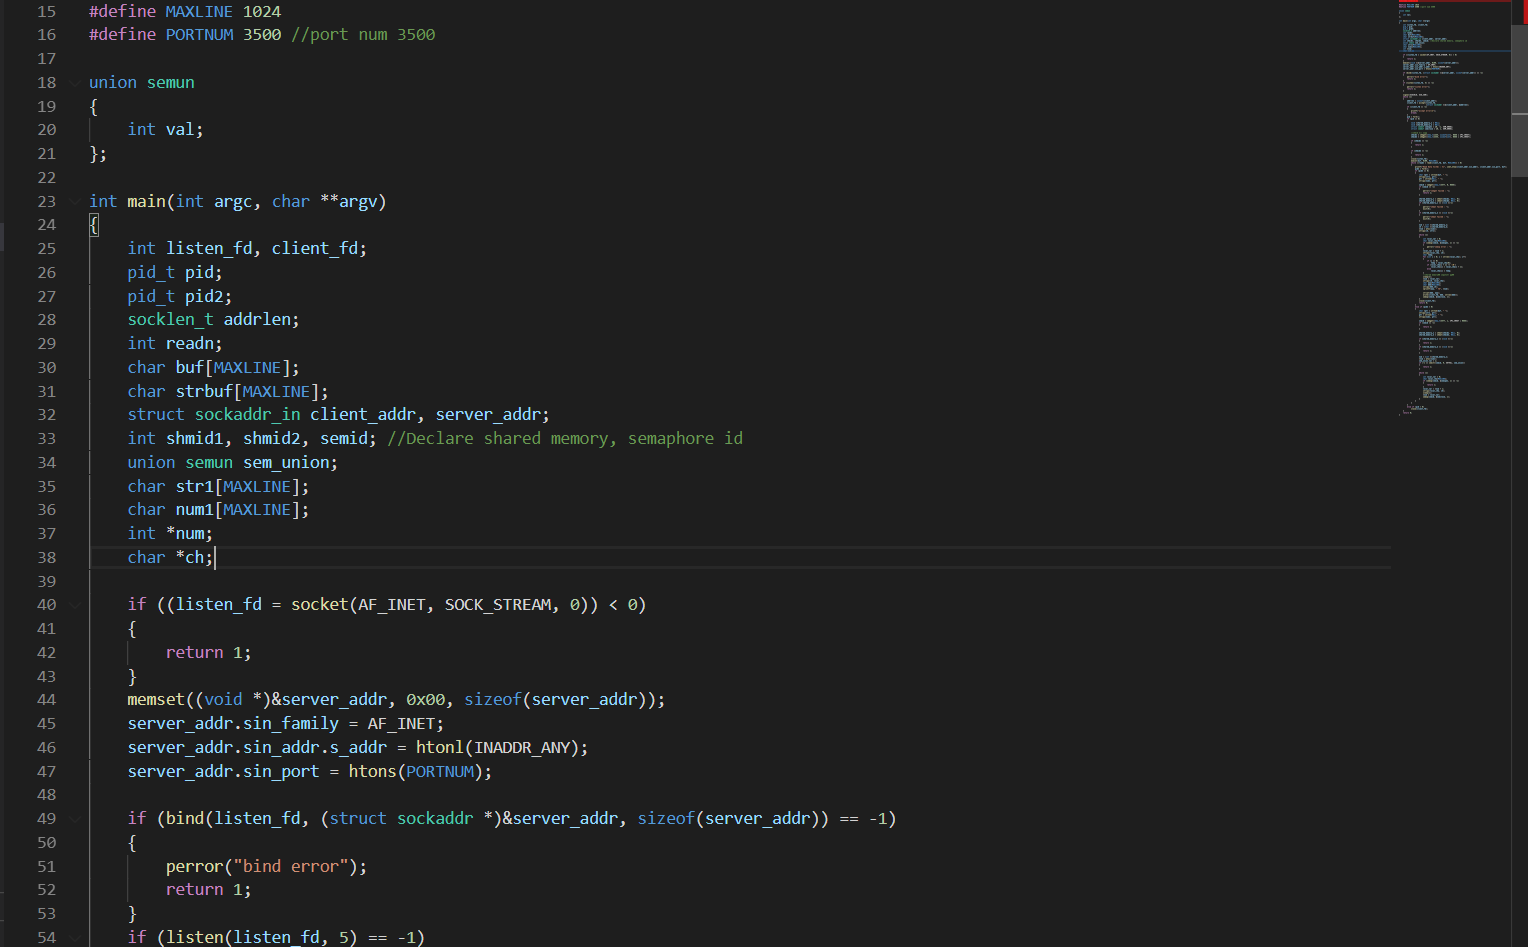 15 #define MAXLINE 1024
16 #define PORTNUM 3500 //port num 3500
17
18 union semun
19 {
20     int val;
21 };
22
23 int main(int argc, char **argv)
24 {
25     int listen_fd, client_fd;
26     pid_t pid;
27     pid_t pid2;
28     socklen_t addrlen;
29     int readn;
30     char buf[MAXLINE];
31     char strbuf[MAXLINE];
32     struct sockaddr_in client_addr, server_addr;
33     int shmid1, shmid2, semid; //Declare shared memory, semaphore id
34     union semun sem_union;
35     char str1[MAXLINE];
36     char num1[MAXLINE];
37     int *num;
38     char *ch;
39
40     if ((listen_fd = socket(AF_INET, SOCK_STREAM, 0)) < 0)
41     {
42         return 1;
43     }
44     memset((void *)&server_addr, 0x00, sizeof(server_addr));
45     server_addr.sin_family = AF_INET;
46     server_addr.sin_addr.s_addr = htonl(INADDR_ANY);
47     server_addr.sin_port = htons(PORTNUM);
48
49     if (bind(listen_fd, (struct sockaddr *)&server_addr, sizeof(server_addr)) == -1)
50     {
51         perror("bind error");
52         return 1;
53     }
54     if (listen(listen_fd, 5) == -1)